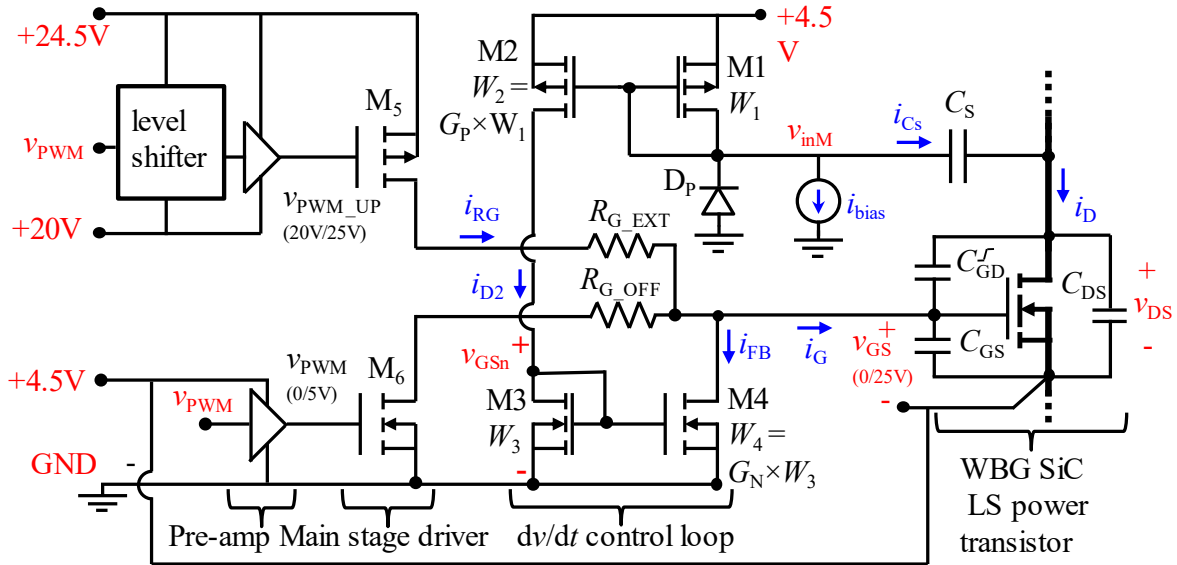 +24.5V
level
shifter
vPWM
+20V
M5
vPWM_UP
(20V/25V)
iRG
M2
W2 =
GP×W1
M1
W1
+4.5
V
DP
vinM
ibias
iCs
CS
iD
RG_EXT
RG_OFF
iD2
iFB
iG
CGD
CGS
CDS
+
vDS
-
vGS
+
(0/25V)
-
+4.5V
vPWM
GND
-
vPWM
(0/5V)
M6
vGSn
+
M3
W3
-
M4
W4 =
GN×W3
Pre-amp
Main stage driver
dv/dt control loop
WBG SiC
LS power
transistor